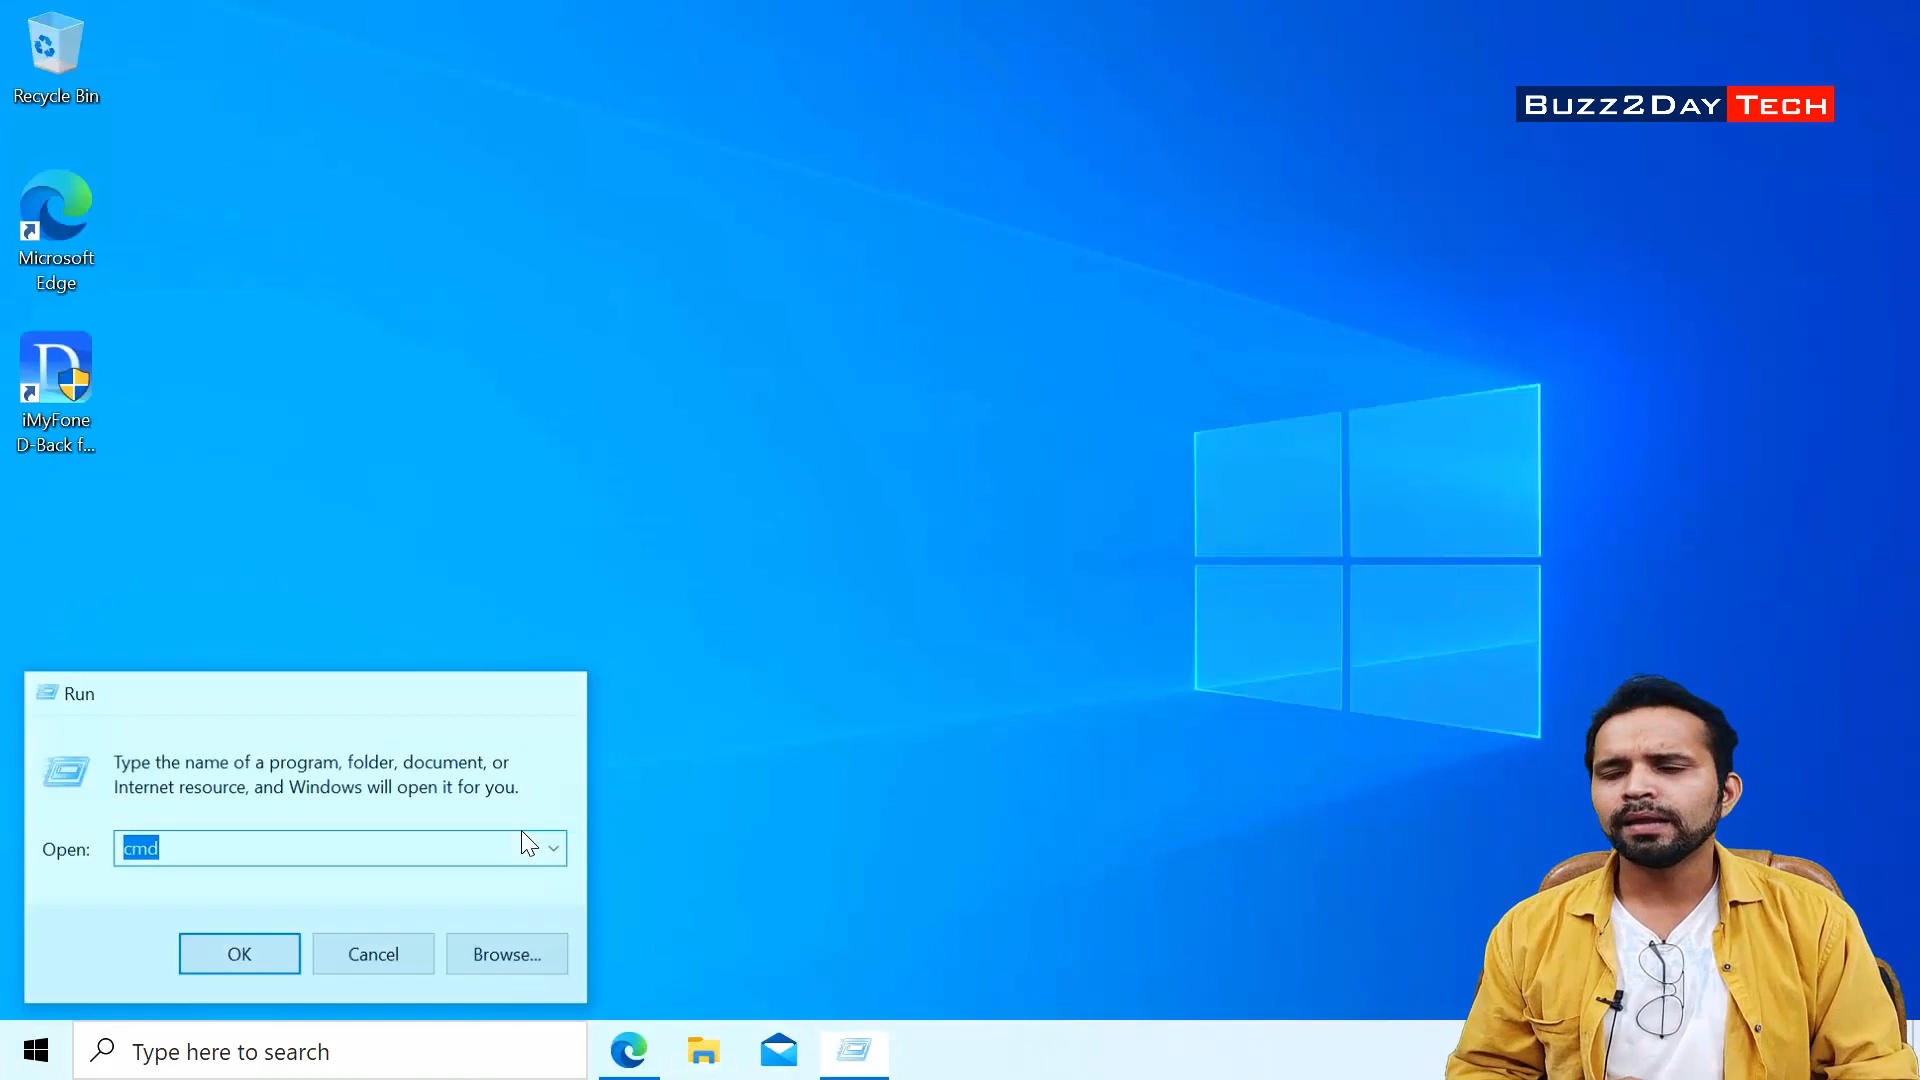 Recycle Bin
Buzz2Day Tech
Microsoft
Edge
D
iMyFone
D-Back f...
Run
Type the name of a program, folder, document, or
Internet resource, and Windows will open it for you.
Open: cmd
OK Cancel Browse...
Type here to search